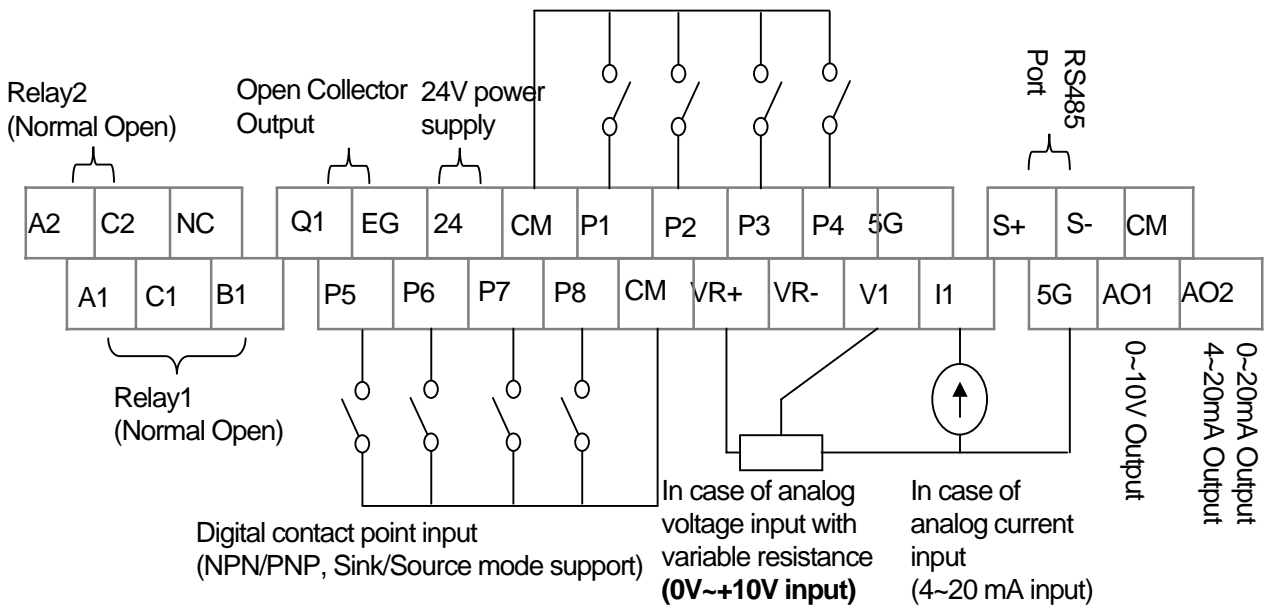 Relay2
(Normal Open)
Open Collector
Output
24V power
supply
RS485
Port
A2 C2 NC Q1 EG 24 CM P1 P2 P3 P4 5G S+ S- CM
A1 C1 B1 P5 P6 P7 P8 CM VR+ VR- V1 I1 5G AO1 AO2
Relay1
(Normal Open)
Digital contact point input
(NPN/PNP, Sink/Source mode support)
In case of analog
voltage input with
variable resistance
(0V~+10V input)
In case of
analog current
input
(4~20 mA input)
0~10V Output
0~20mA Output
4~20mA Output